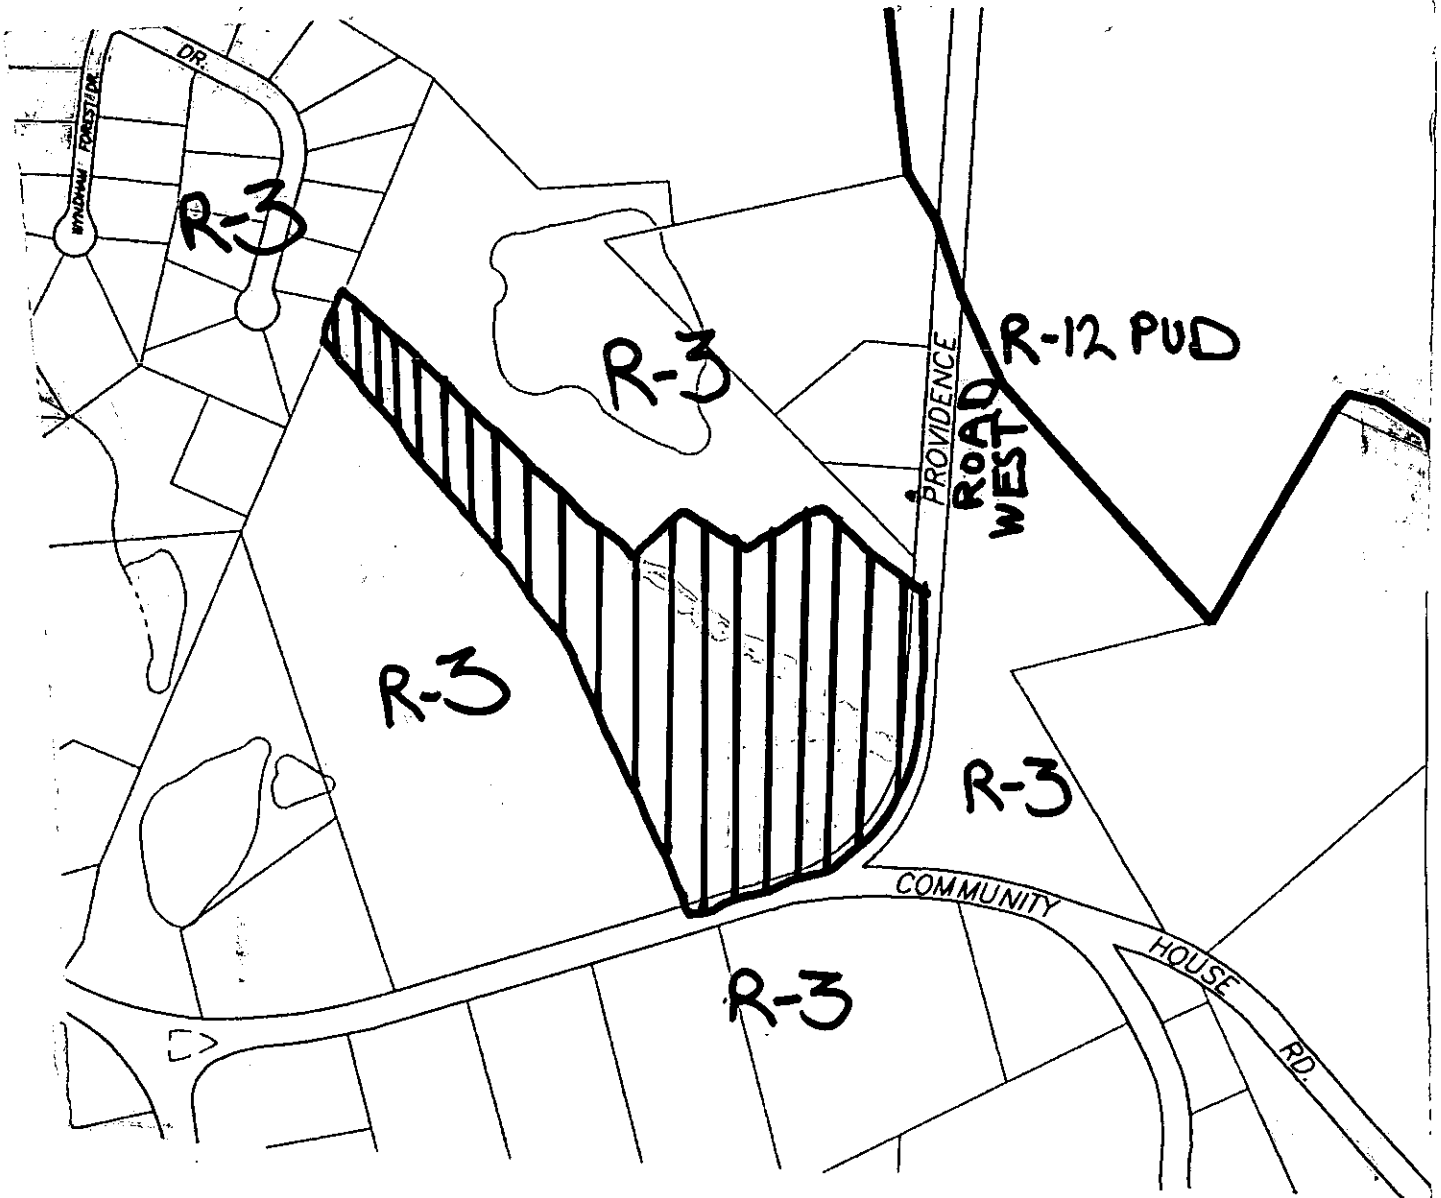 DR.
WYNDHAM FOREST DR.
R-3
R-12 PUD
R-3
PROVIDENCE
ROAD
WEST
R-3
R-3
COMMUNITY
HOUSE
RD.
R-3